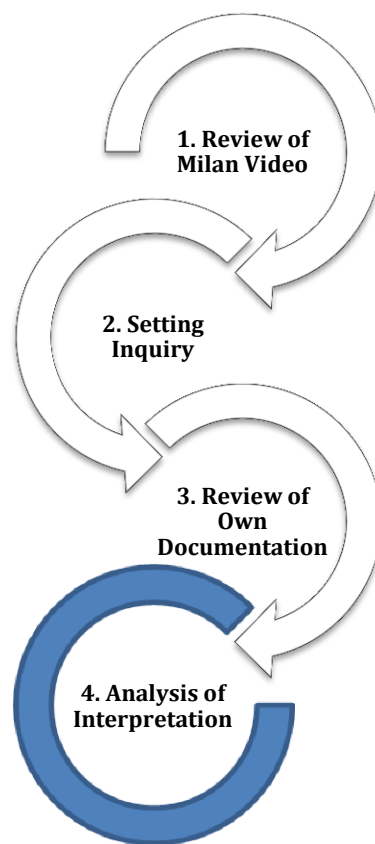 1. Review of
Milan Video
2. Setting
Inquiry
3. Review of
Own
Documentation
4. Analysis of
Interpretation